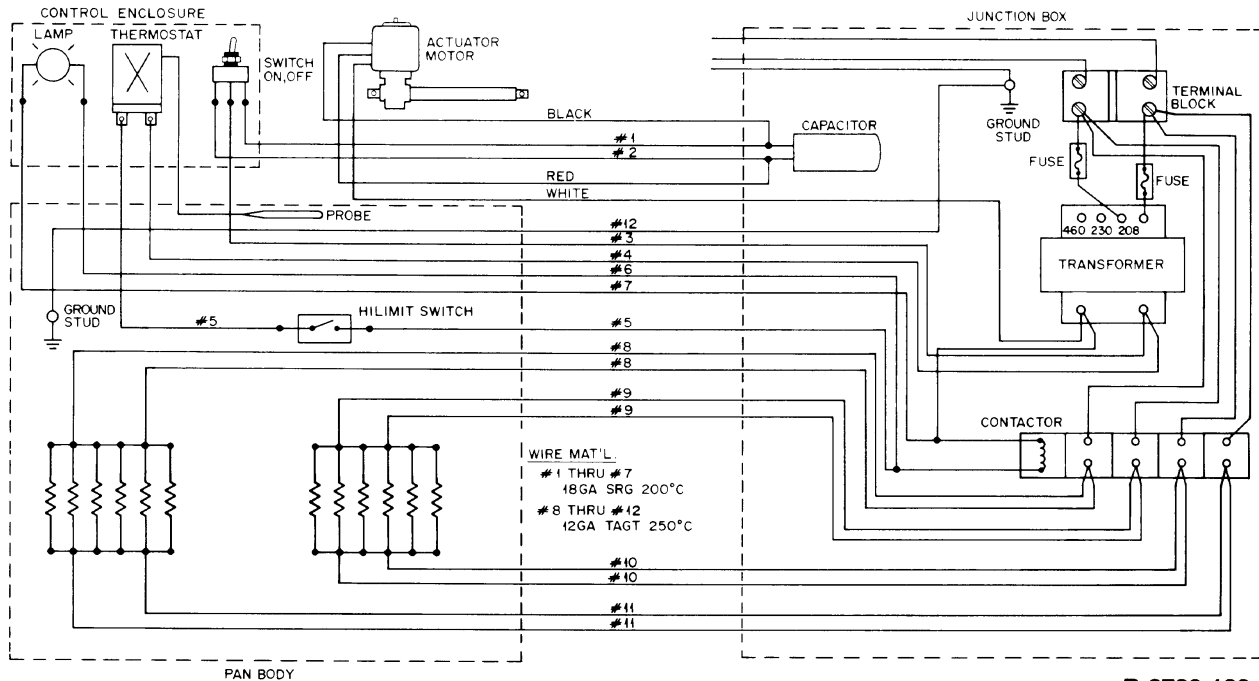 CONTROL ENCLOSURE
LAMP
THERMOSTAT
SWITCH
ON,OFF
ACTUATOR
MOTOR
JUNCTION BOX
TERMINAL
BLOCK
GROUND
STUD
FUSE
FUSE
BLACK
CAPACITOR
#1
#2
RED
WHITE
PROBE
#12
#3
#4
#6
#7
460 230 208
TRANSFORMER
GROUND
STUD
#5
HILIMIT SWITCH
#5
#8
#8
#9
#9
CONTACTOR
WIRE MAT'L.
#1 THRU #7
18GA SRG 200°C
#8 THRU #12
12GA TAGT 250°C
#10
#10
#11
#11
PAN BODY